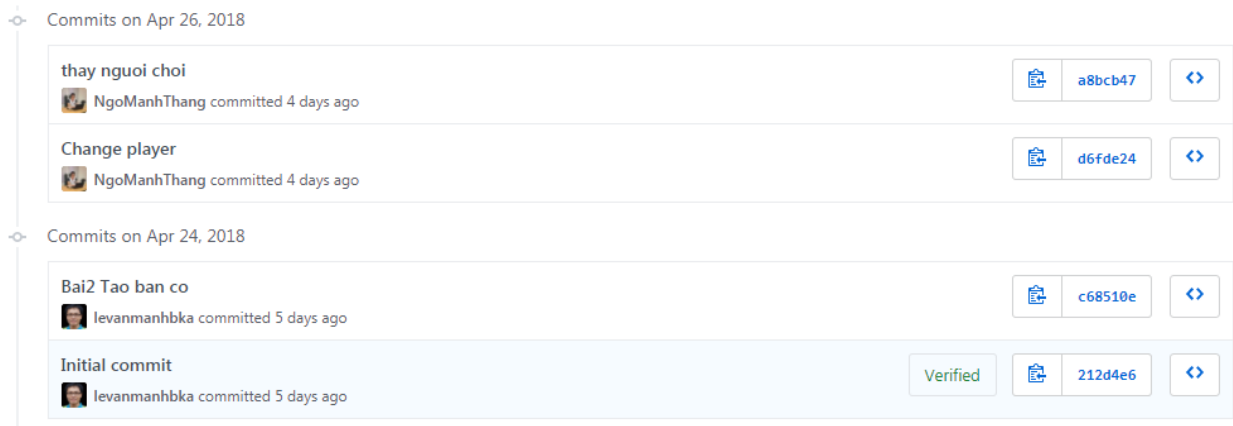 Commits on Apr 26, 2018
thay nguoi choi
a8bcb47
NgoManhThang committed 4 days ago
Change player
d6fde24
NgoManhThang committed 4 days ago
Commits on Apr 24, 2018
Bai2 Tao ban co
c68510e
levanmanhbka committed 5 days ago
Initial commit
Verified
212d4e6
levanmanhbka committed 5 days ago